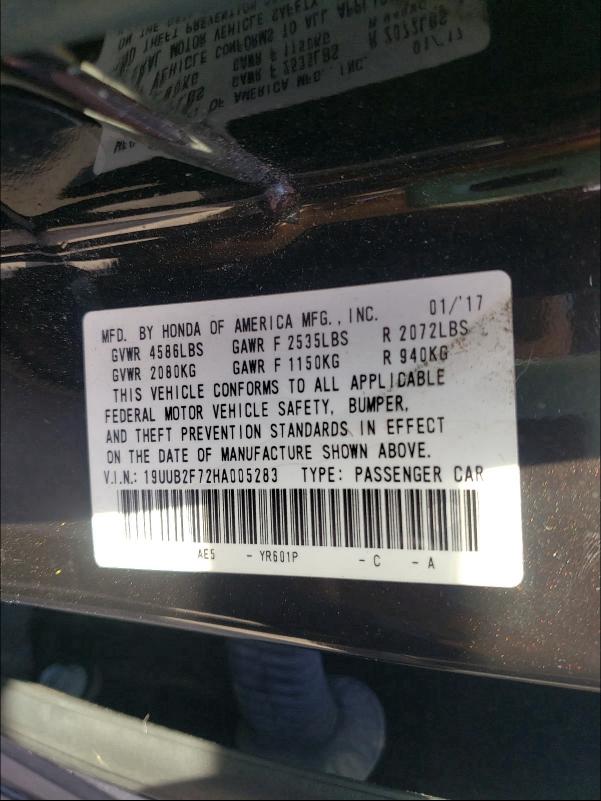 MFD. BY HONDA OF AMERICA MFG., INC. 01/'17
GVWR 4586LBS GAWR F 2535LBS R 2072LBS
GVWR 2080KG GAWR F 1150KG R 940KG
THIS VEHICLE CONFORMS TO ALL APPLICABLE
FEDERAL MOTOR VEHICLE SAFETY, BUMPER,
AND THEFT PREVENTION STANDARDS IN EFFECT
ON THE DATE OF MANUFACTURE SHOWN ABOVE.
V.I.N.: 19UUB2F72HA005283 TYPE: PASSENGER CAR
AE5 - YR601P - C - A